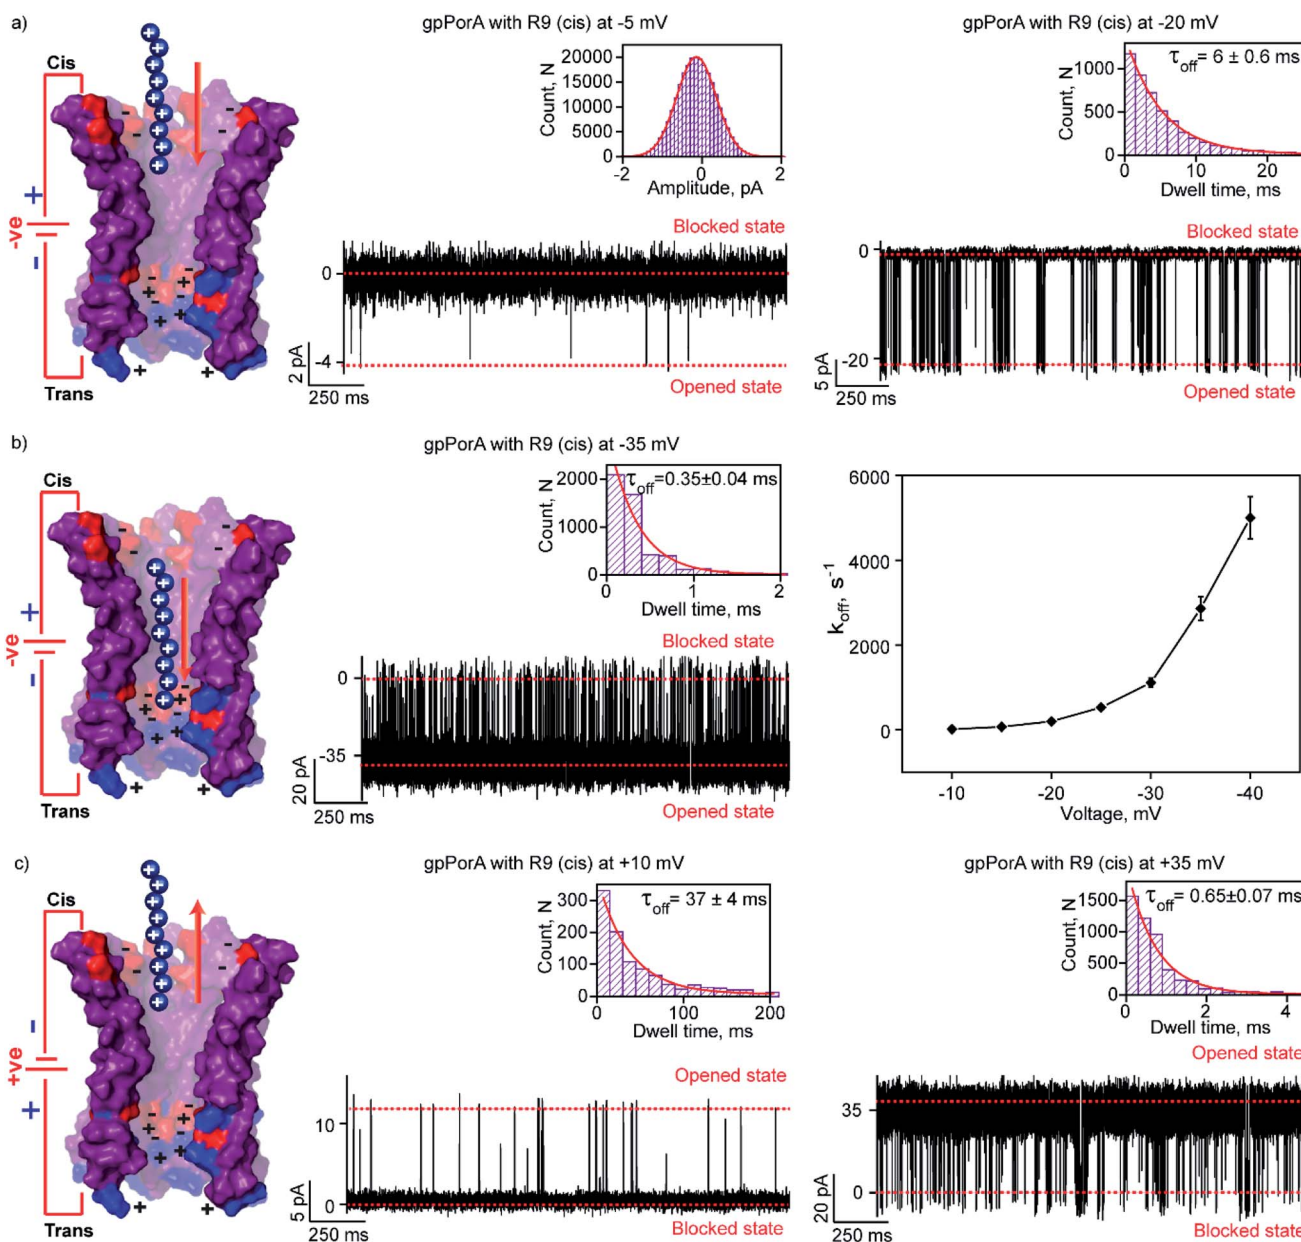 a)
Cis
+
-ve
-
Trans
gpPorA with R9 (cis) at -5 mV
Count, N
20000
15000
10000
5000
0
-2 0 2
Amplitude, pA
Blocked state
0
-4
2 pA
250 ms
Opened state
gpPorA with R9 (cis) at -20 mV
τoff = 6 ± 0.6 ms
Count, N
1000
500
0
0 10 20
Dwell time, ms
Blocked state
0
-20
5 pA
250 ms
Opened state
b)
Cis
+
-ve
-
Trans
gpPorA with R9 (cis) at -35 mV
τoff =0.35±0.04 ms
Count, N
2000
1000
0
0 1 2
Dwell time, ms
Blocked state
0
-35
20 pA
250 ms
Opened state
koff, s-1
6000
4000
2000
0
-10 -20 -30 -40
Voltage, mV
c)
Cis
-
+ve
+
Trans
gpPorA with R9 (cis) at +10 mV
τoff= 37 ± 4 ms
Count, N
300
200
100
0
0 100 200
Dwell time, ms
Opened state
10
0
5 pA
250 ms
Blocked state
gpPorA with R9 (cis) at +35 mV
τoff = 0.65±0.07 ms
Count, N
1500
1000
500
0
0 2 4
Dwell time, ms
Opened state
35
0
20 pA
250 ms
Blocked state